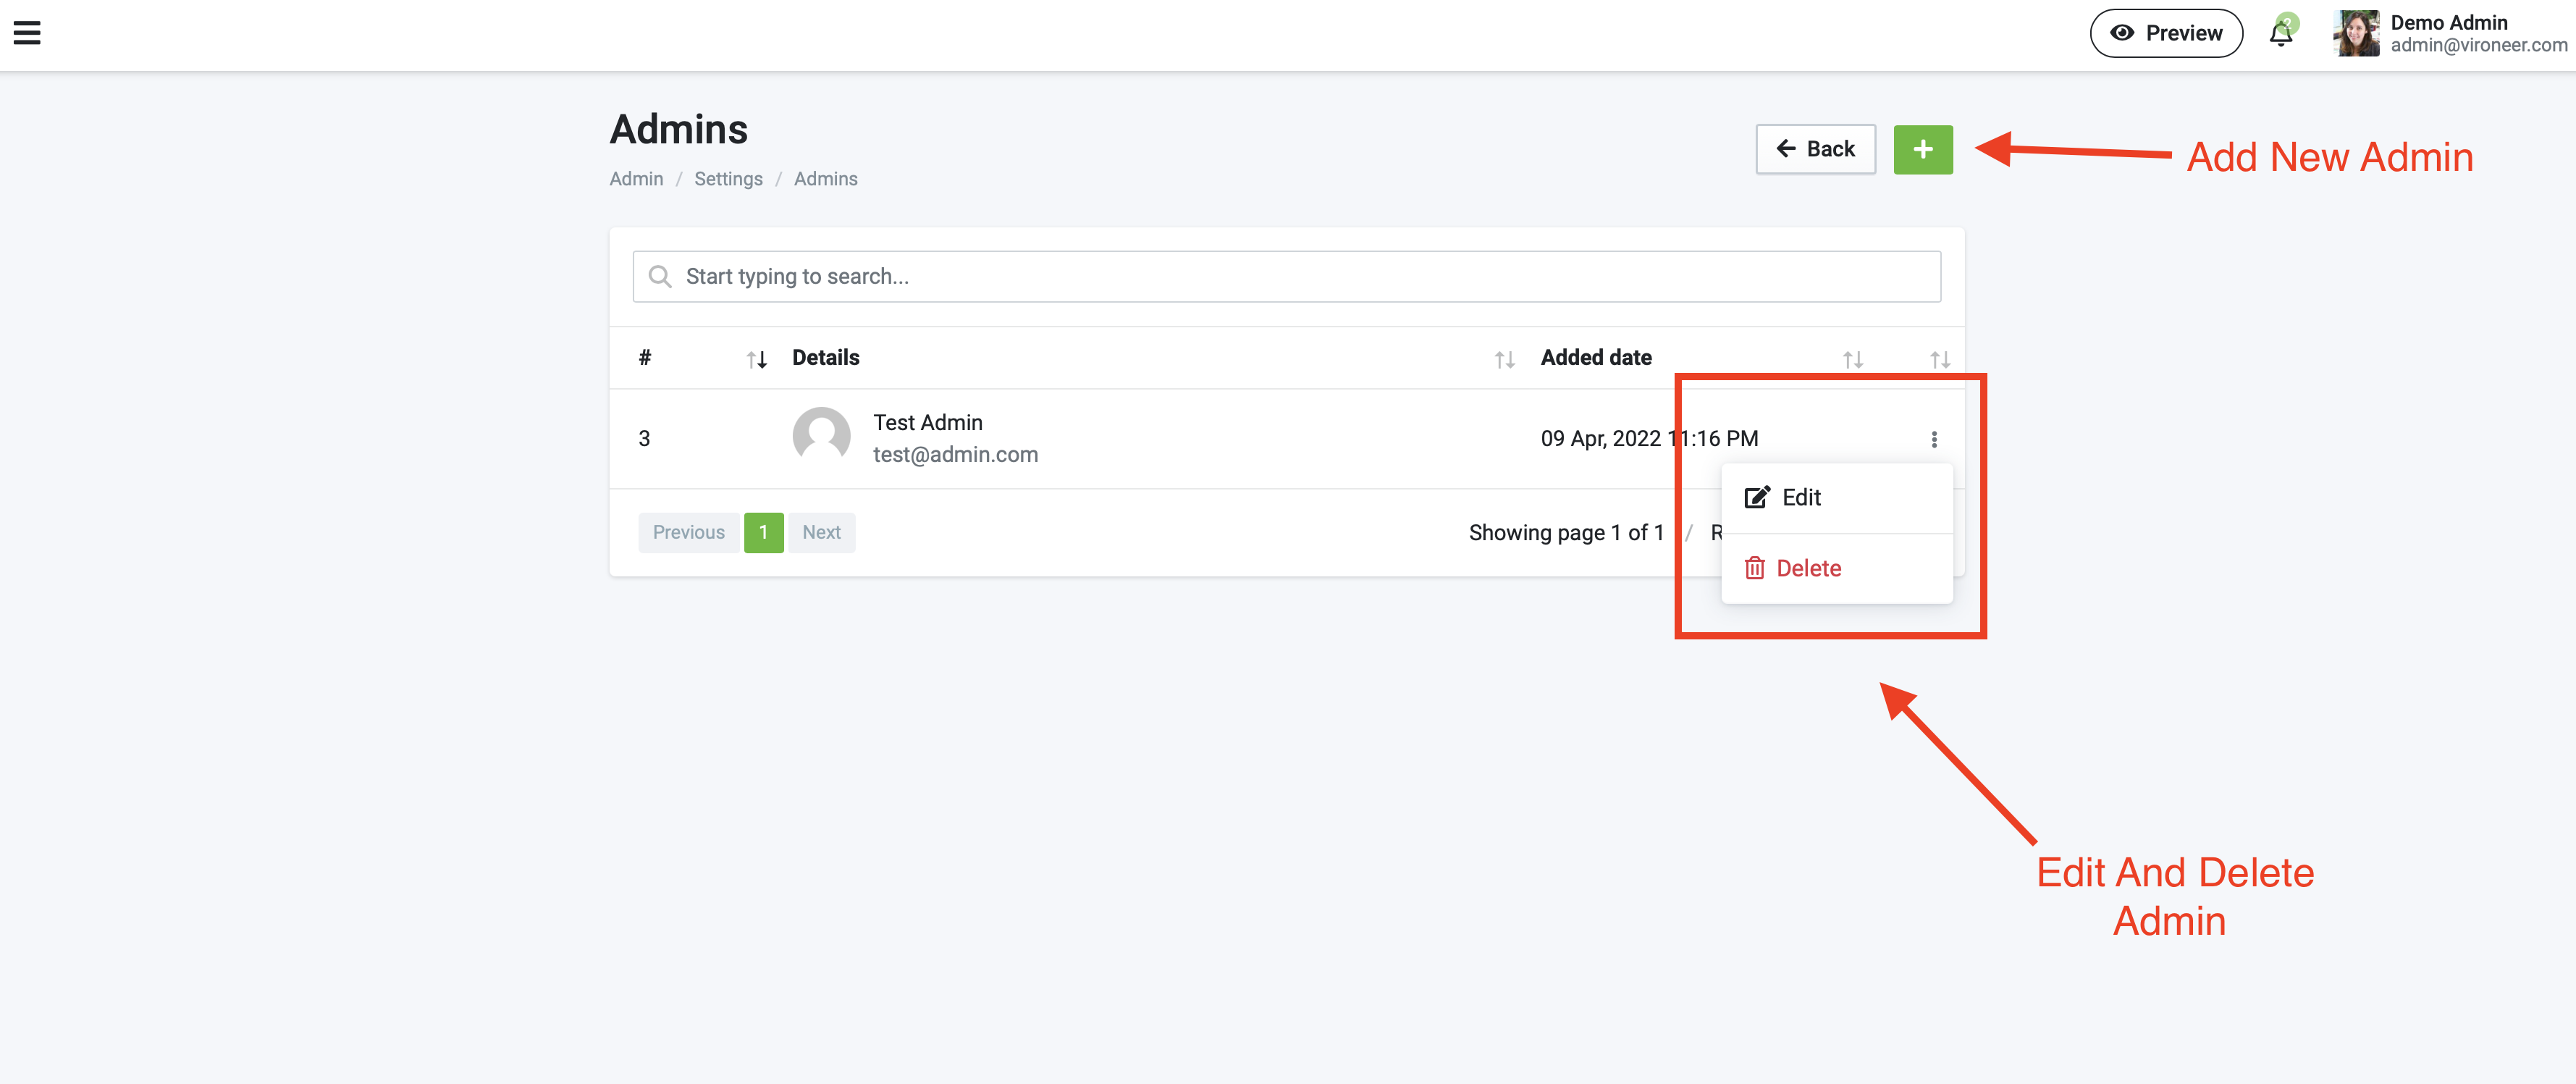 Preview
2
Demo Admin
admin@vironeer.com
Admins
Admin / Settings / Admins
Back
+
Add New Admin
Start typing to search...
# Details Added date
3 Test Admin 09 Apr, 2022 11:16 PM
test@admin.com
Edit
Previous 1 Next Showing page 1 of 1 / R
Delete
Edit And Delete
Admin